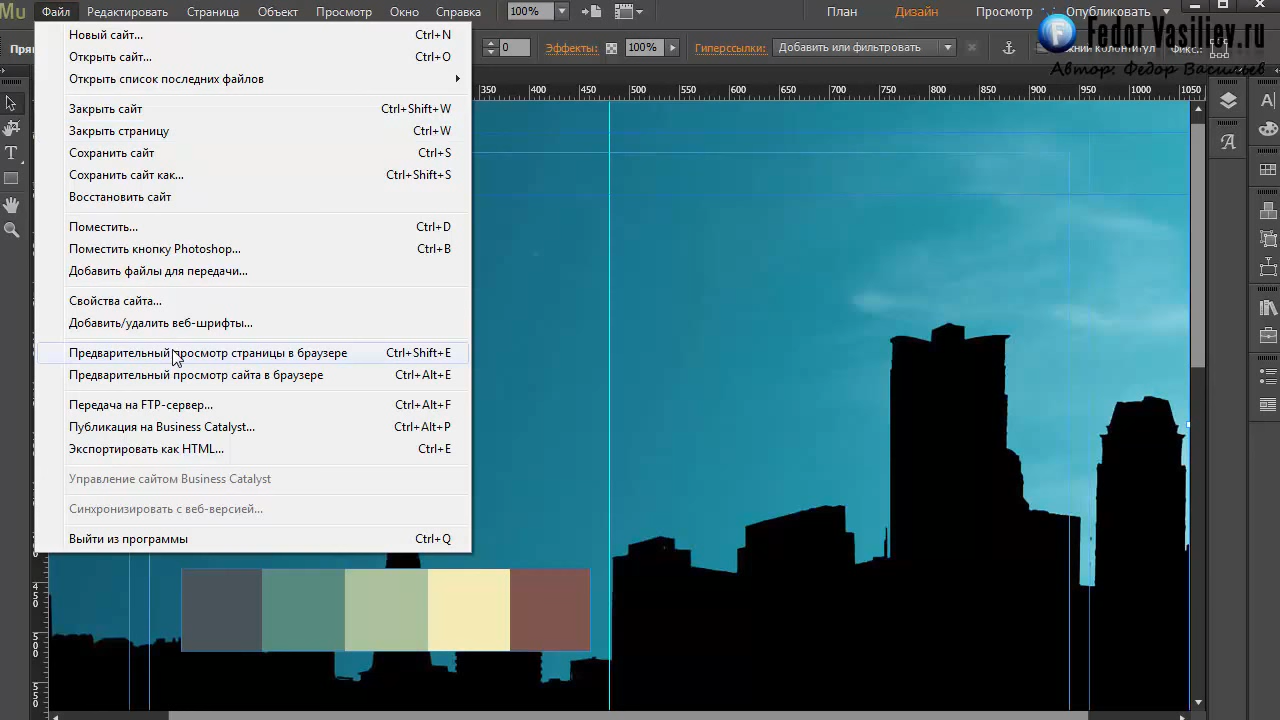 Mu Файл Редактировать Страница Объект Просмотр Окно Справка 100% План Дизайн Просмотр Опубликовать
Fedor Vasiliev.ru
Автор: Федор Васильев
0 Эффекты: 100% Гиперссылки: Добавить или фильтровать Фикс.:
Новый сайт... Ctrl+N
Открыть сайт... Ctrl+O
Открыть список последних файлов
Закрыть сайт Ctrl+Shift+W
Закрыть страницу Ctrl+W
Сохранить сайт Ctrl+S
Сохранить сайт как... Ctrl+Shift+S
Восстановить сайт
Поместить... Ctrl+D
Поместить кнопку Photoshop... Ctrl+B
Добавить файлы для передачи...
Свойства сайта...
Добавить/удалить веб-шрифты...
Предварительный просмотр страницы в браузере Ctrl+Shift+E
Предварительный просмотр сайта в браузере Ctrl+Alt+E
Передача на FTP-сервер... Ctrl+Alt+F
Публикация на Business Catalyst... Ctrl+Alt+P
Экспортировать как HTML... Ctrl+E
Управление сайтом Business Catalyst
Синхронизировать с веб-версией...
Выйти из программы Ctrl+Q
350 400 450 500 550 600 650 700 750 800 850 900 950 1000 1050
450
500
550